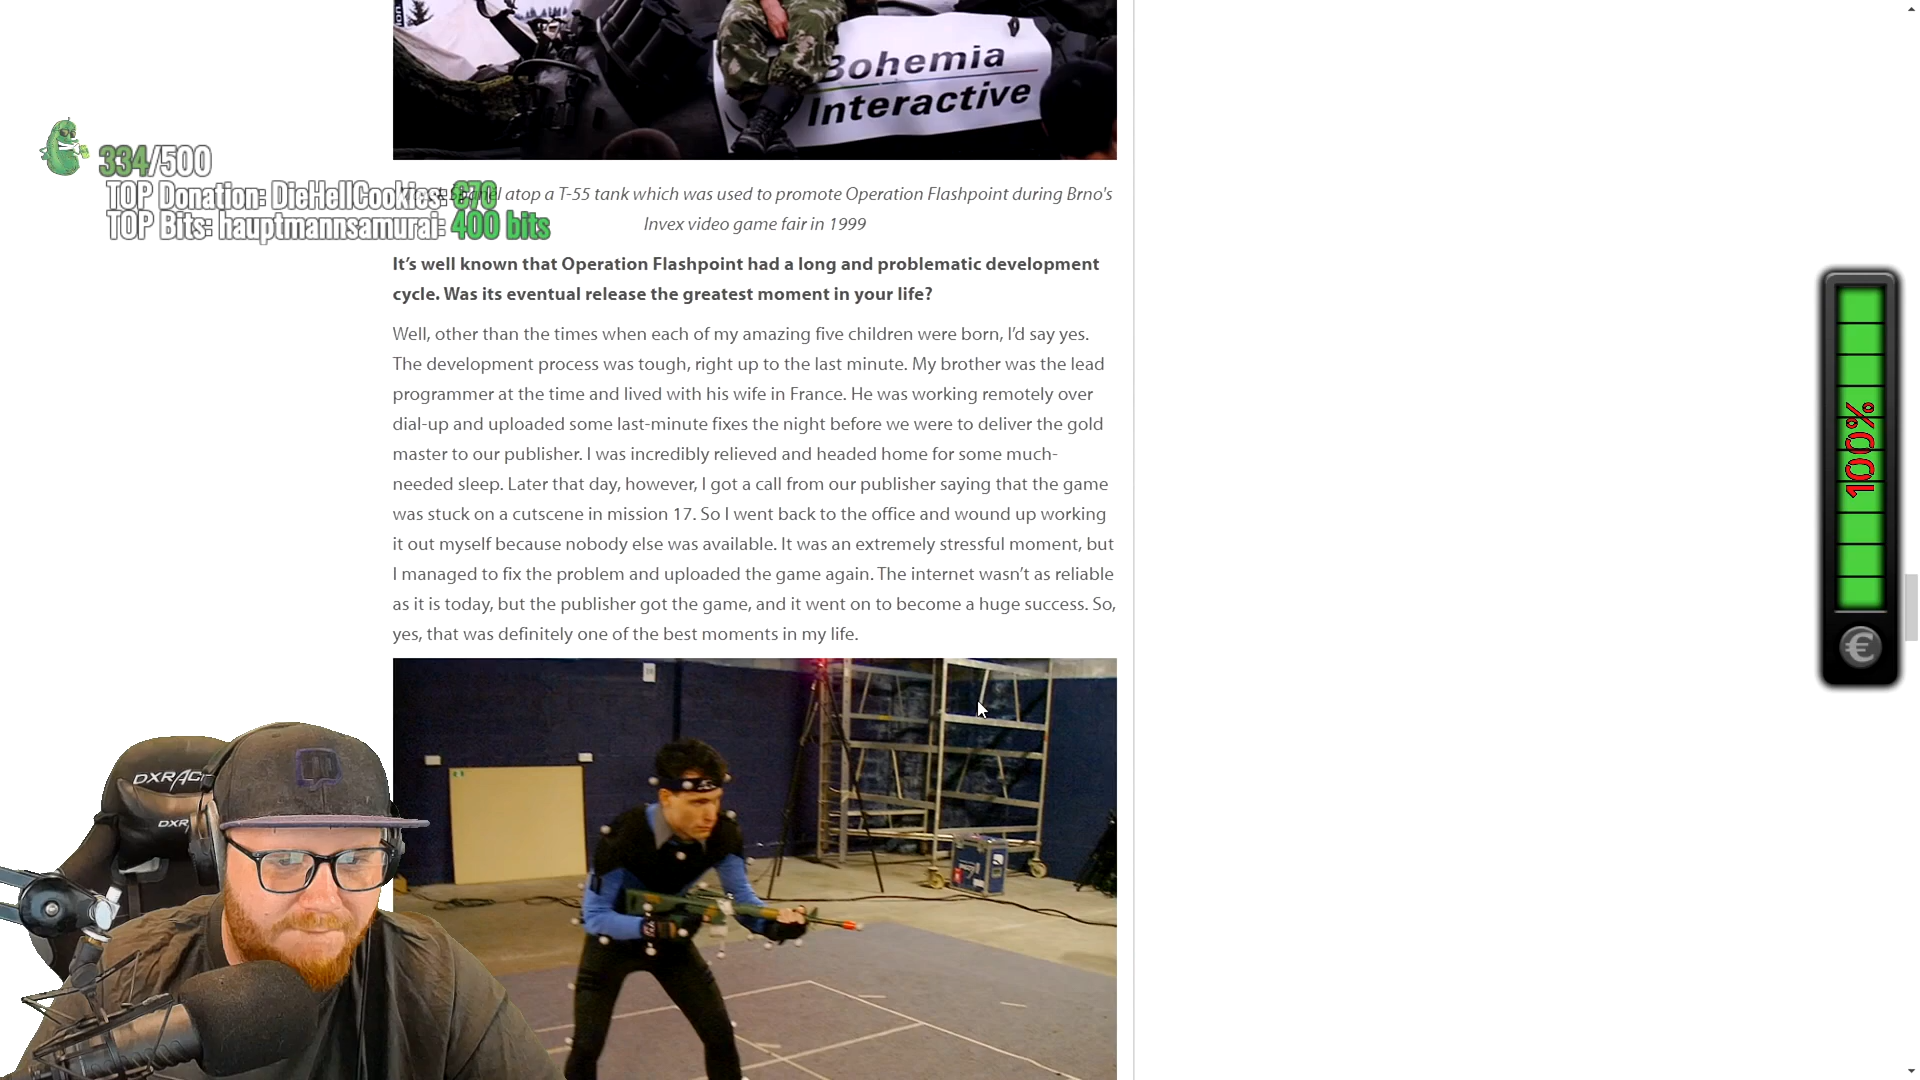 Bohemia
Interactive
334/500
TOP Donation: DieHellCookies:
TOP Bits: hauptmannsamurai: 400 bits
atop a T-55 tank which was used to promote Operation Flashpoint during Brno's
Invex video game fair in 1999
It’s well known that Operation Flashpoint had a long and problematic development
cycle. Was its eventual release the greatest moment in your life?
Well, other than the times when each of my amazing five children were born, I’d say yes.
The development process was tough, right up to the last minute. My brother was the lead
programmer at the time and lived with his wife in France. He was working remotely over
dial-up and uploaded some last-minute fixes the night before we were to deliver the gold
master to our publisher. I was incredibly relieved and headed home for some much-
needed sleep. Later that day, however, I got a call from our publisher saying that the game
was stuck on a cutscene in mission 17. So I went back to the office and wound up working
it out myself because nobody else was available. It was an extremely stressful moment, but
I managed to fix the problem and uploaded the game again. The internet wasn’t as reliable
as it is today, but the publisher got the game, and it went on to become a huge success. So,
yes, that was definitely one of the best moments in my life.
100%
€
DXRAC
DXR